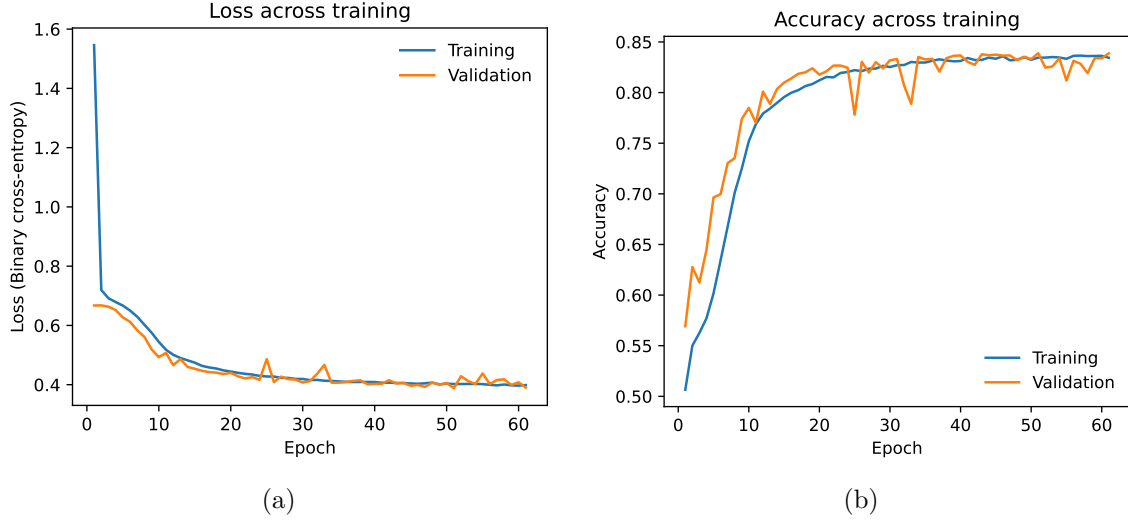 Loss across training
1.6
1.4
1.2
1.0
0.8
0.6
0.4
Loss (Binary cross-entropy)
Training
Validation
0 10 20 30 40 50 60
Epoch
(a)
Accuracy across training
0.85
0.80
0.75
0.70
0.65
0.60
0.55
0.50
Accuracy
Training
Validation
0 10 20 30 40 50 60
Epoch
(b)